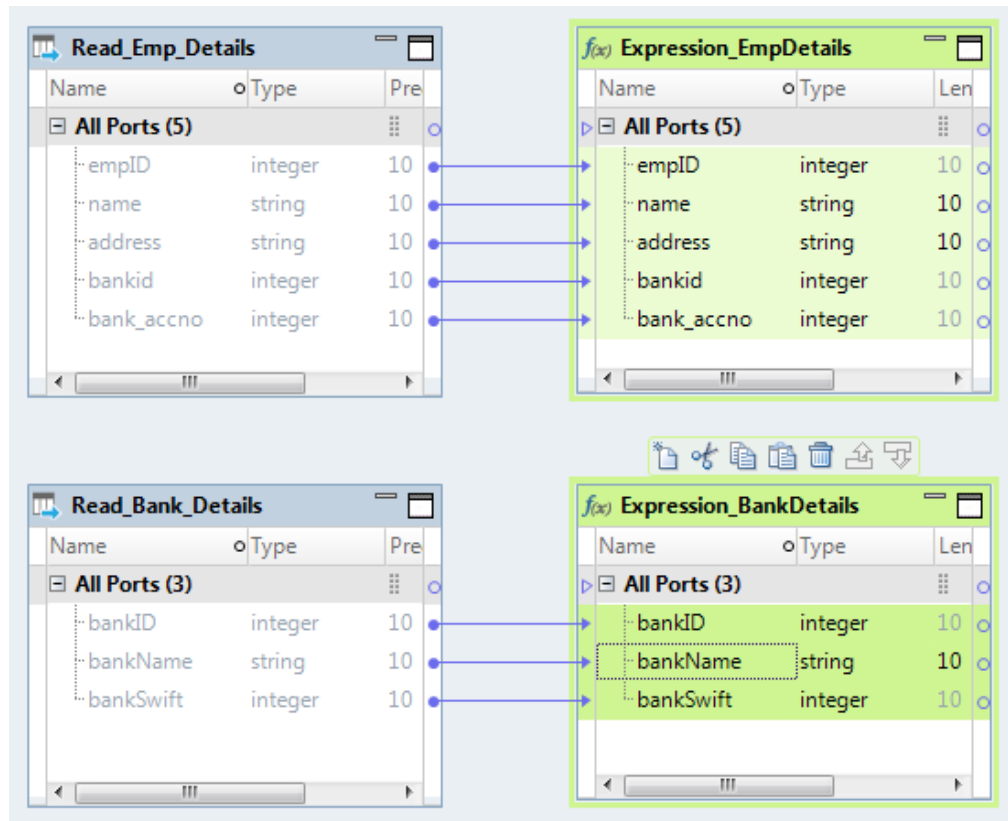 Read_Emp_Details
Name Type Pre
All Ports (5)
empID integer 10
name string 10
address string 10
bankid integer 10
bank_accno integer 10
f(x) Expression_EmpDetails
Name Type Len
All Ports (5)
empID integer 10
name string 10
address string 10
bankid integer 10
bank_accno integer 10
Read_Bank_Details
Name Type Pre
All Ports (3)
bankID integer 10
bankName string 10
bankSwift integer 10
f(x) Expression_BankDetails
Name Type Len
All Ports (3)
bankID integer 10
bankName string 10
bankSwift integer 10